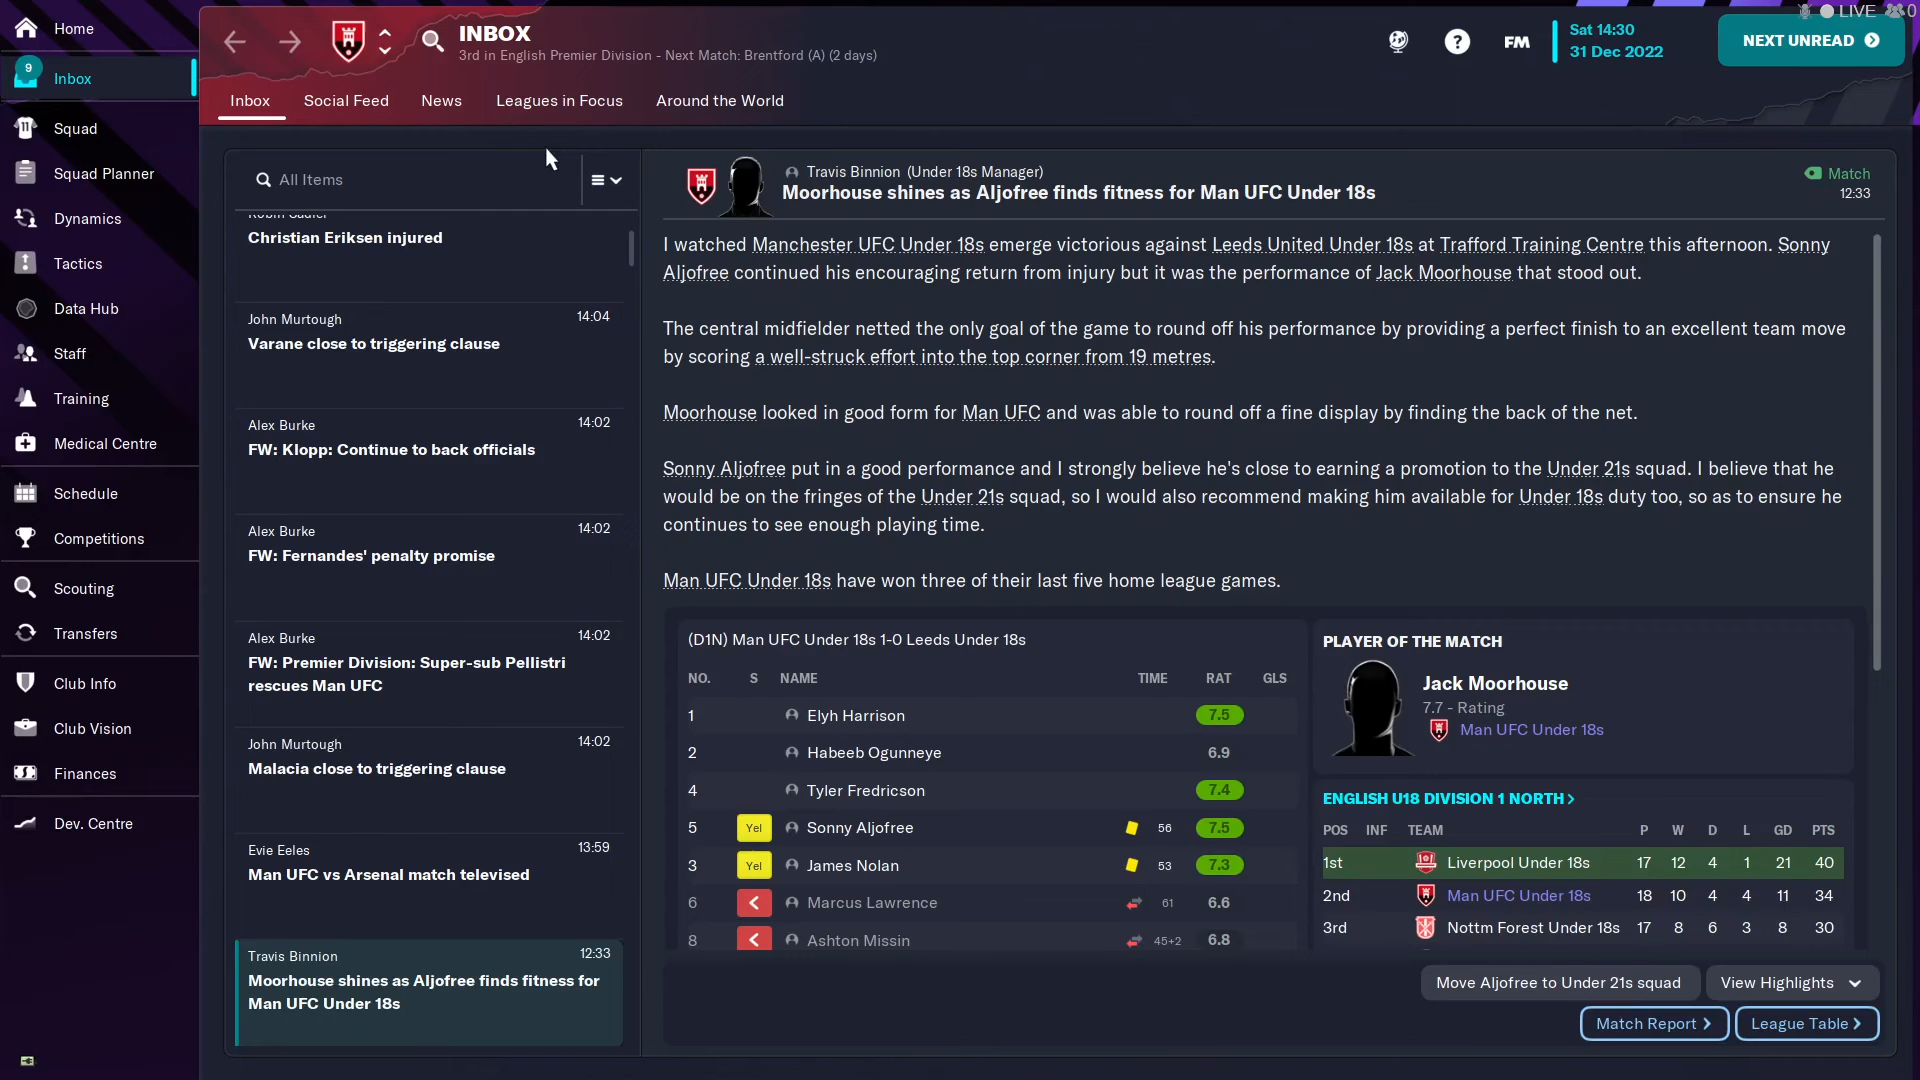 Home
9
Inbox
Squad
Squad Planner
Dynamics
Tactics
Data Hub
Staff
Training
Medical Centre
Schedule
Competitions
Scouting
Transfers
Club Info
Club Vision
Finances
Dev. Centre
INBOX
3rd in English Premier Division - Next Match: Brentford (A) (2 days)
FM
Sat 14:30
31 Dec 2022
LIVE 0
NEXT UNREAD
Inbox Social Feed News Leagues in Focus Around the World
All Items
Robin Sadler
Christian Eriksen injured
John Murtough 14:04
Varane close to triggering clause
Alex Burke 14:02
FW: Klopp: Continue to back officials
Alex Burke 14:02
FW: Fernandes' penalty promise
Alex Burke 14:02
FW: Premier Division: Super-sub Pellistri
rescues Man UFC
John Murtough 14:02
Malacia close to triggering clause
Evie Eeles 13:59
Man UFC vs Arsenal match televised
Travis Binnion 12:33
Moorhouse shines as Aljofree finds fitness for
Man UFC Under 18s
Travis Binnion (Under 18s Manager)
Moorhouse shines as Aljofree finds fitness for Man UFC Under 18s
Match
12:33
I watched Manchester UFC Under 18s emerge victorious against Leeds United Under 18s at Trafford Training Centre this afternoon. Sonny
Aljofree continued his encouraging return from injury but it was the performance of Jack Moorhouse that stood out.
The central midfielder netted the only goal of the game to round off his performance by providing a perfect finish to an excellent team move
by scoring a well-struck effort into the top corner from 19 metres.
Moorhouse looked in good form for Man UFC and was able to round off a fine display by finding the back of the net.
Sonny Aljofree put in a good performance and I strongly believe he's close to earning a promotion to the Under 21s squad. I believe that he
would be on the fringes of the Under 21s squad, so I would also recommend making him available for Under 18s duty too, so as to ensure he
continues to see enough playing time.
Man UFC Under 18s have won three of their last five home league games.
(D1N) Man UFC Under 18s 1-0 Leeds Under 18s
NO. S NAME TIME RAT GLS
1 Elyh Harrison 7.5
2 Habeeb Ogunneye 6.9
4 Tyler Fredricson 7.4
5 Yel Sonny Aljofree 56 7.5
3 Yel James Nolan 53 7.3
6 Marcus Lawrence 61 6.6
8 Ashton Missin 45+2 6.8
PLAYER OF THE MATCH
Jack Moorhouse
7.7 - Rating
Man UFC Under 18s
ENGLISH U18 DIVISION 1 NORTH
POS INF TEAM P W D L GD PTS
1st Liverpool Under 18s 17 12 4 1 21 40
2nd Man UFC Under 18s 18 10 4 4 11 34
3rd Nottm Forest Under 18s 17 8 6 3 8 30
Move Aljofree to Under 21s squad
View Highlights
Match Report
League Table